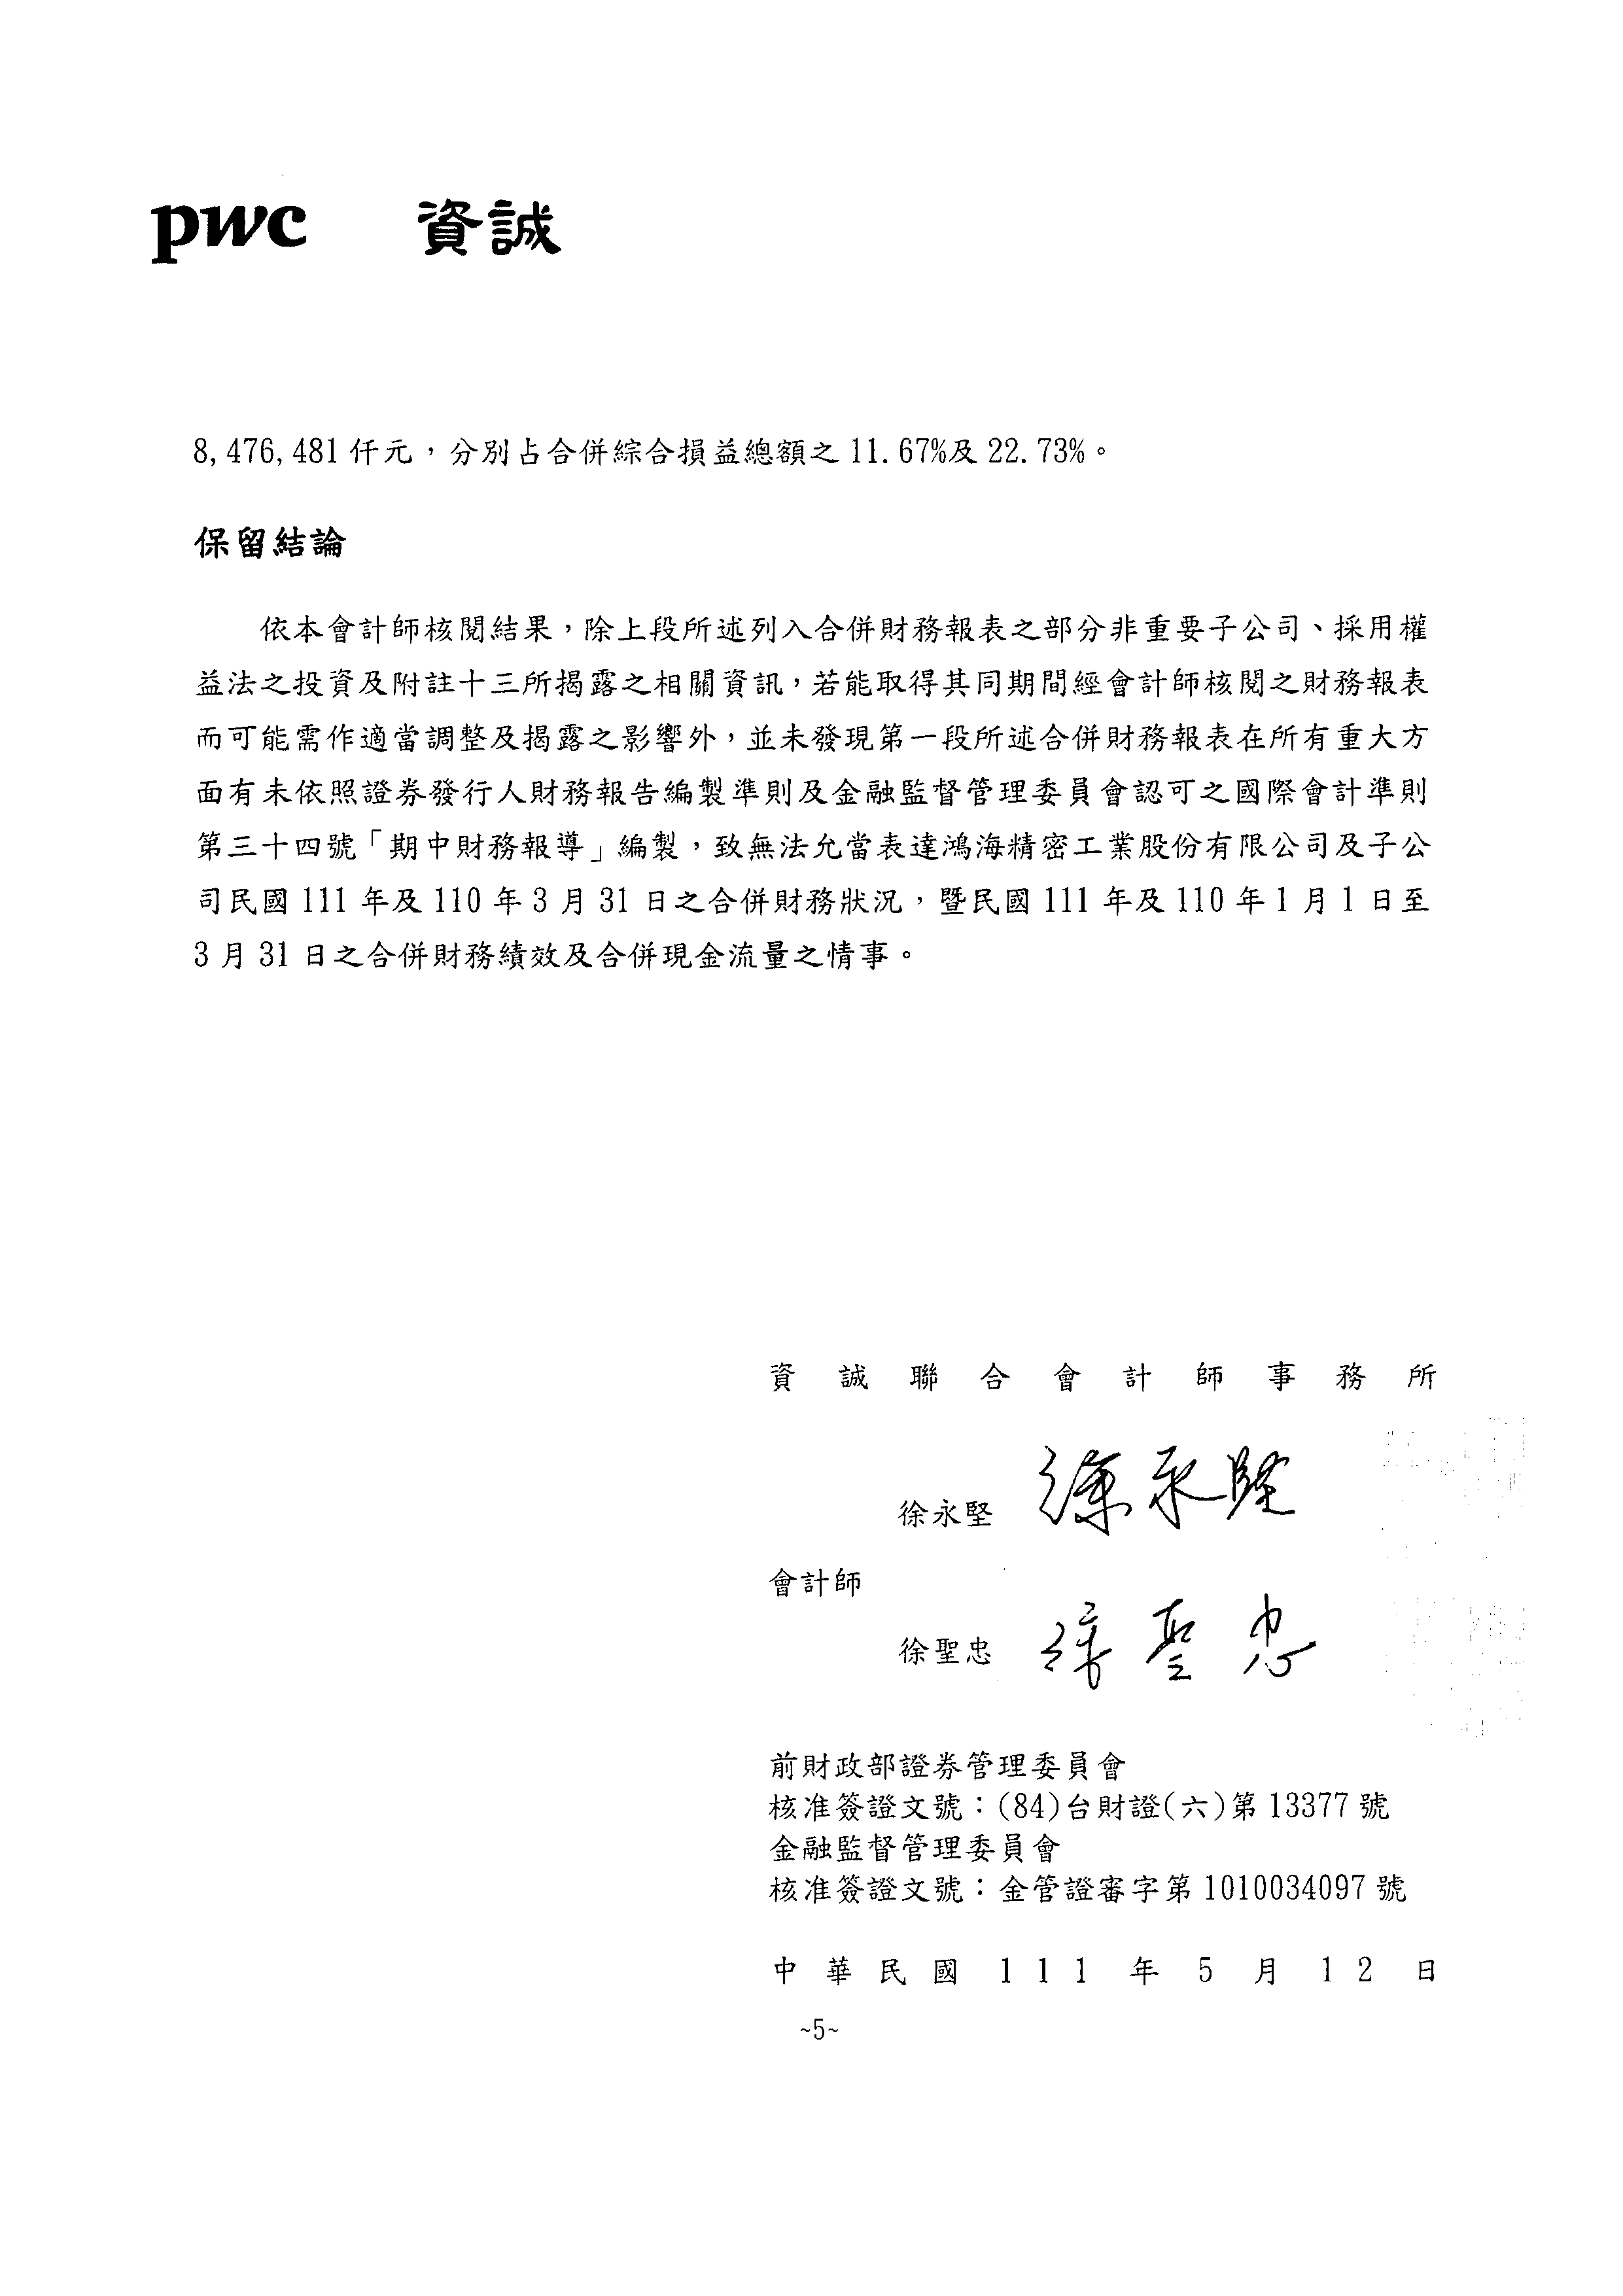 pwc 資誠
8,476,481仟元，分別占合併綜合損益總額之11.67%及22.73%。
保留結論
依本會計師核閱結果，除上段所述列入合併財務報表之部分非重要子公司、採用權
益法之投資及附註十三所揭露之相關資訊，若能取得其同期間經會計師核閱之財務報表
而可能需作適當調整及揭露之影響外，並未發現第一段所述合併財務報表在所有重大方
面有未依照證券發行人財務報告編製準則及金融監督管理委員會認可之國際會計準則
第三十四號「期中財務報導」編製，致無法允當表達鴻海精密工業股份有限公司及子公
司民國 111 年及 110 年 3 月 31 日之合併財務狀況，暨民國 111 年及 110 年 1 月 1 日至
3 月 31 日之合併財務績效及合併現金流量之情事。
資誠聯合會計師事務所
徐永堅 徐永堅
會計師
徐聖忠 徐聖忠
前財政部證券管理委員會
核准簽證文號：(84)台財證(六)第 13377 號
金融監督管理委員會
核准簽證文號：金管證審字第 1010034097 號
中華民國 111 年 5 月 12 日
~5~